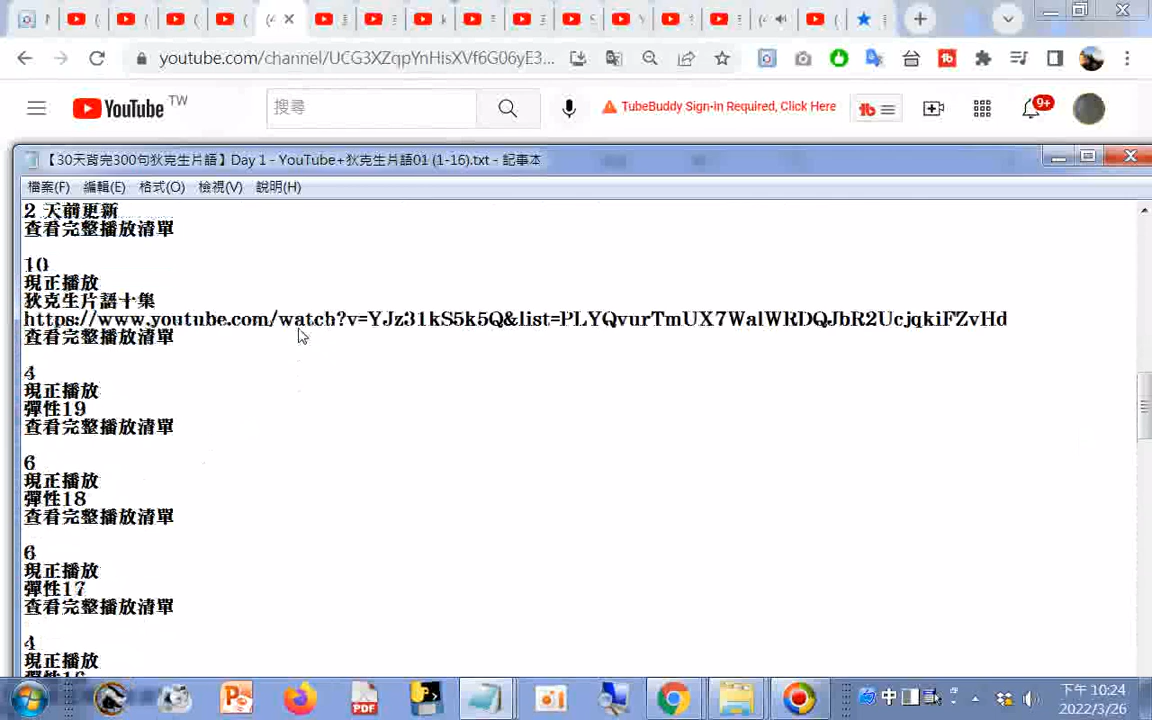 youtube.com/channel/UCG3XZqpYnHisXVf6G06yE3...
YouTube TW
搜尋
TubeBuddy Sign-In Required, Click Here
9+
【30天背完300句狄克生片語】Day 1 - YouTube+狄克生片語01 (1-16).txt - 記事本
檔案(F) 編輯(E) 格式(O) 檢視(V) 說明(H)
2 天前更新
查看完整播放清單
10
現正播放
狄克生片語十集
https://www.youtube.com/watch?v=YJz31kS5k5Q&list=PLYQvurTmUX7WalWRDQJbR2UcjqkiFZvHd
查看完整播放清單
4
現正播放
彈性19
查看完整播放清單
6
現正播放
彈性18
查看完整播放清單
6
現正播放
彈性17
查看完整播放清單
4
現正播放
中
下午 10:24
2022/3/26